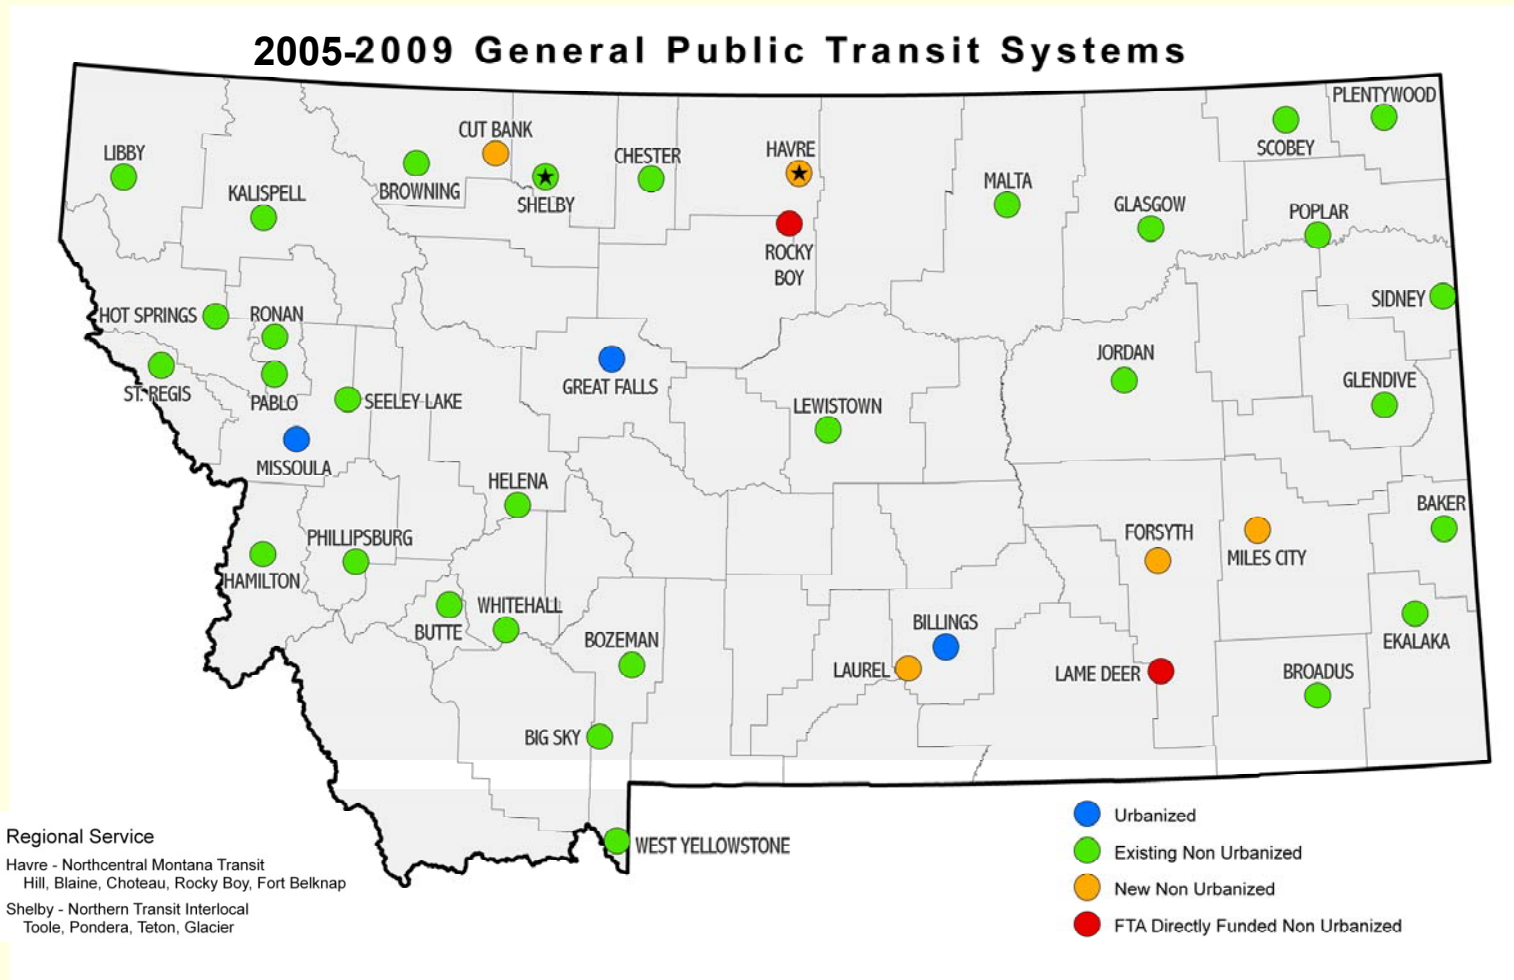 2005-2009 General Public Transit Systems
PLENTYWOOD
SCOBEY
CUT BANK
LIBBY
HAVRE
CHESTER
BROWNING
KALISPELL
SHELBY
MALTA
GLASGOW
POPLAR
ROCKY
BOY
SIDNEY
HOT SPRINGS
RONAN
JORDAN
GREAT FALLS
GLENDIVE
ST. REGIS
PABLO
SEELEY LAKE
LEWISTOWN
MISSOULA
HELENA
BAKER
FORSYTH
PHILLIPSBURG
MILES CITY
HAMILTON
WHITEHALL
BILLINGS
BUTTE
BOZEMAN
EKALAKA
LAUREL
LAME DEER
BROADUS
BIG SKY
WEST YELLOWSTONE
Regional Service
Havre - Northcentral Montana Transit
Hill, Blaine, Choteau, Rocky Boy, Fort Belknap
Shelby - Northern Transit Interlocal
Toole, Pondera, Teton, Glacier
Urbanized
Existing Non Urbanized
New Non Urbanized
FTA Directly Funded Non Urbanized